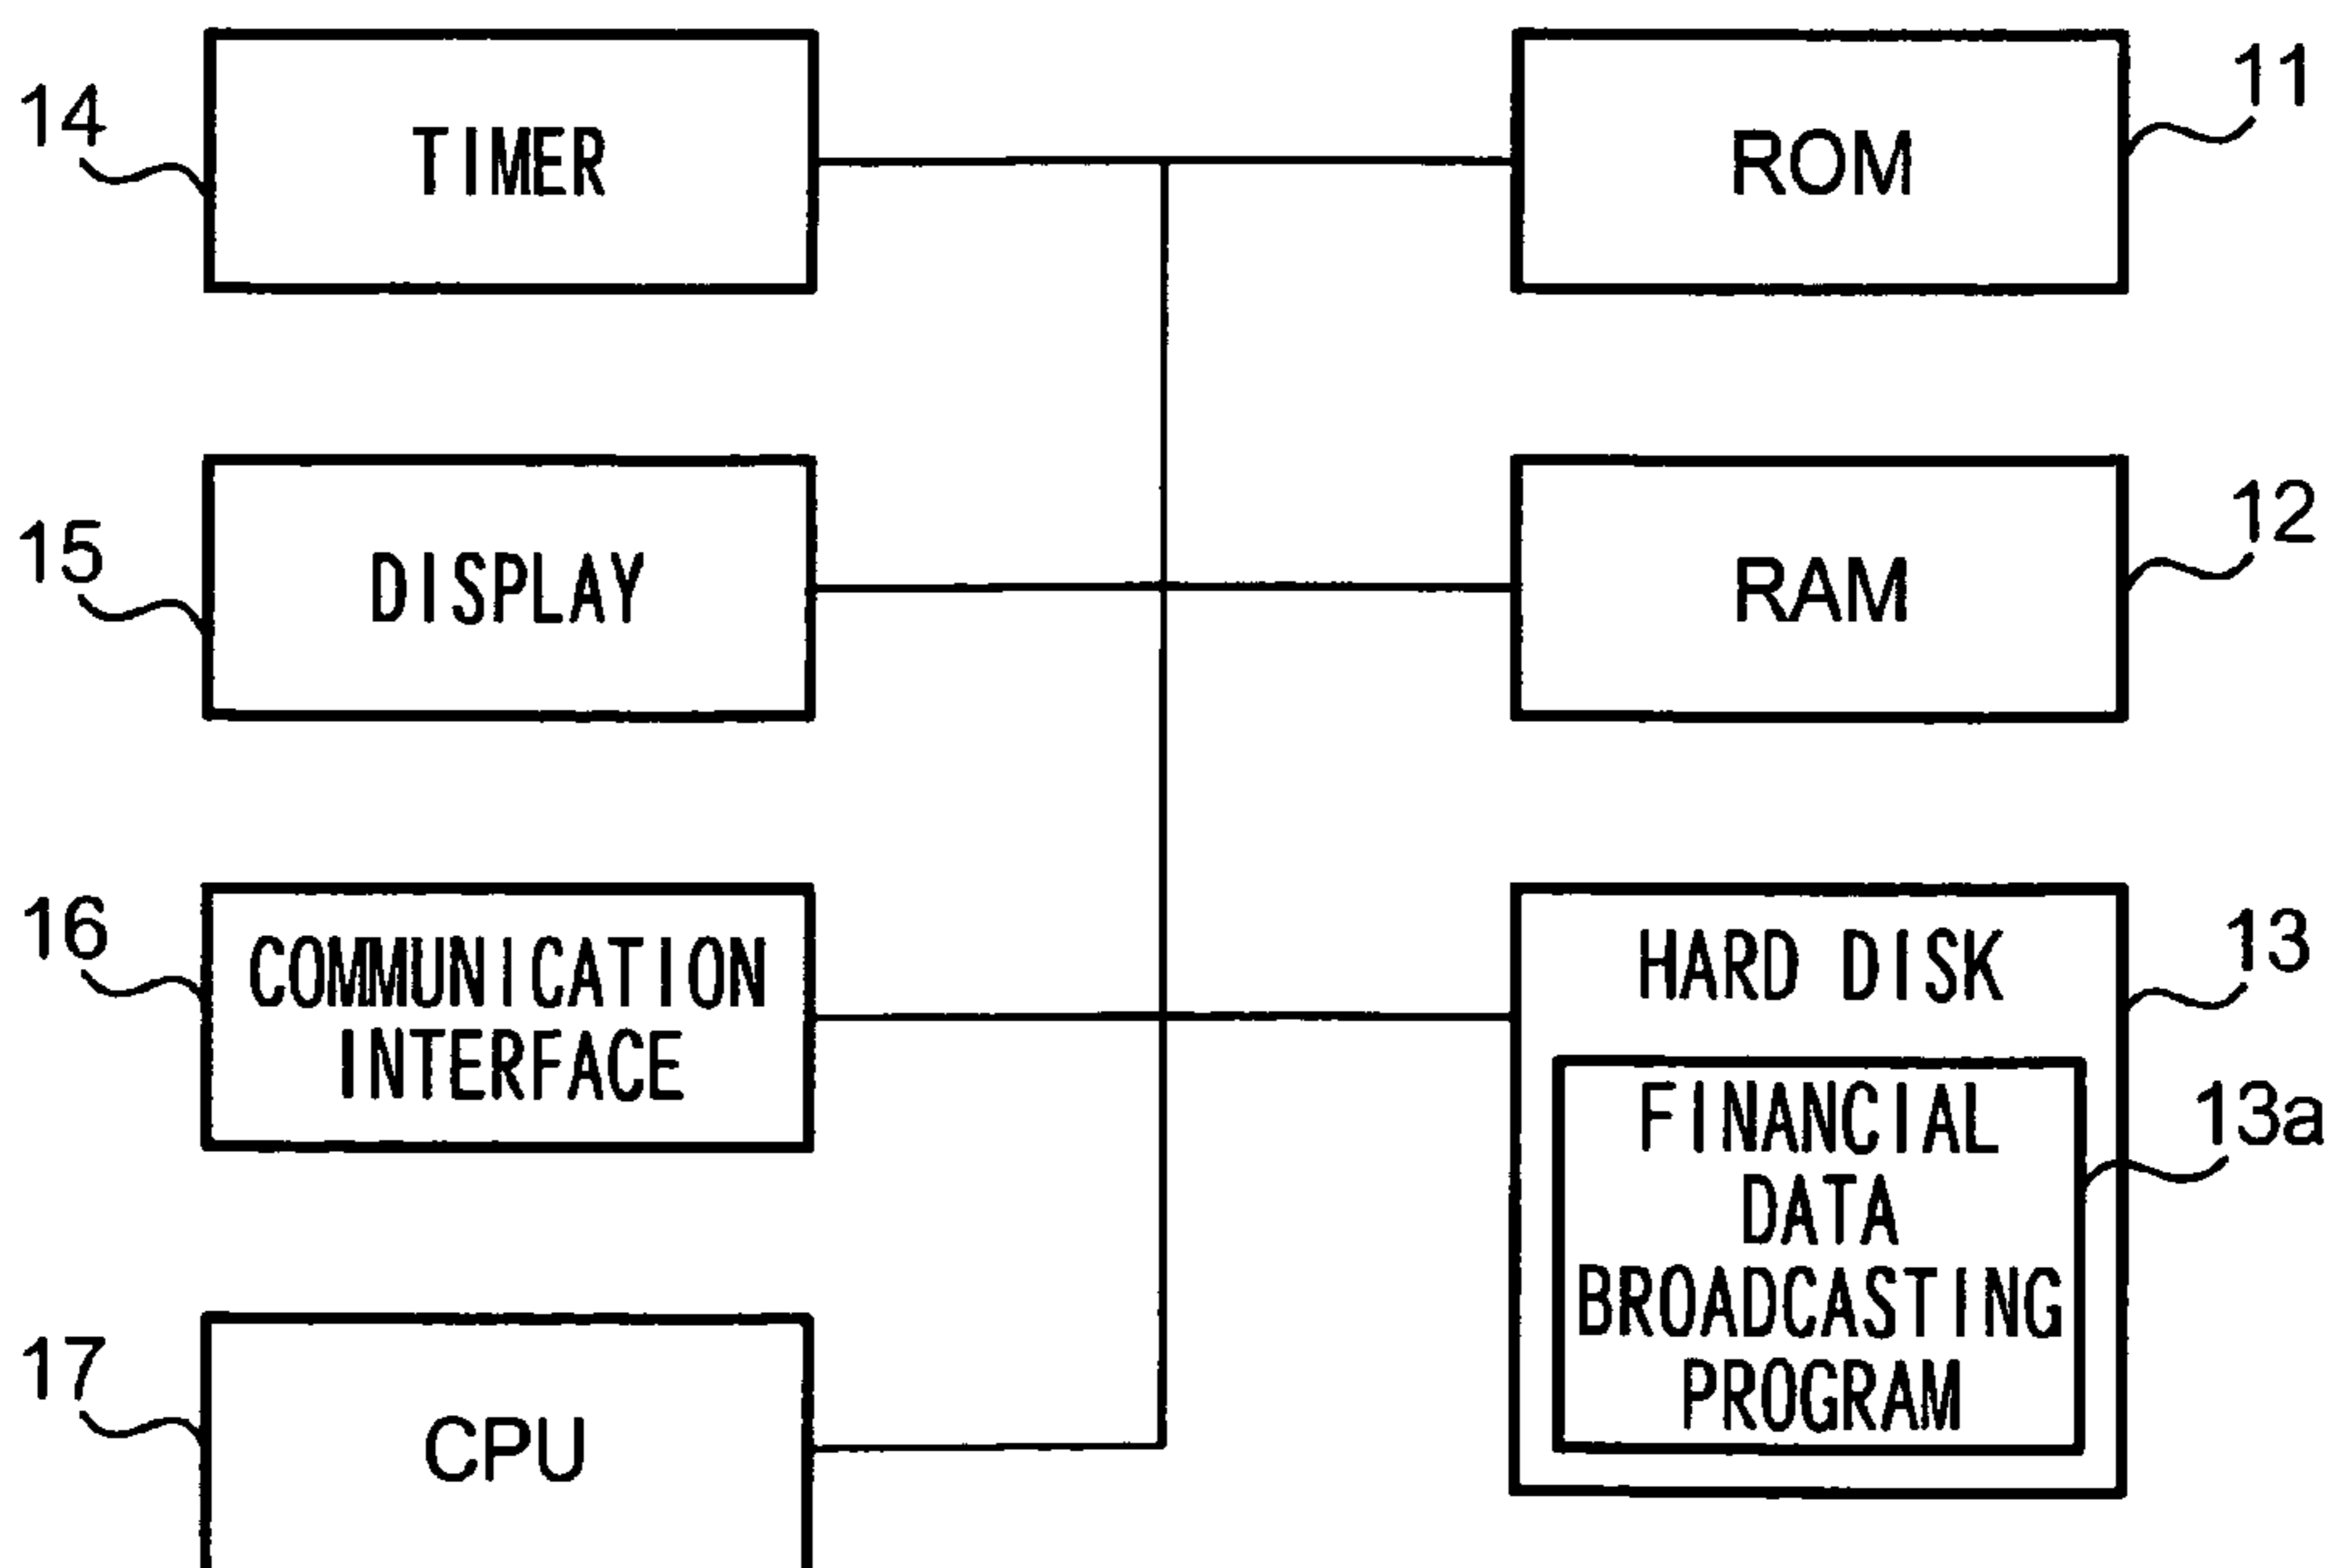 14
TIMER
ROM
11
15
DISPLAY
RAM
12
16
COMMUNICATION
INTERFACE
HARD DISK
13
FINANCIAL
DATA
BROADCASTING
PROGRAM
13a
17
CPU